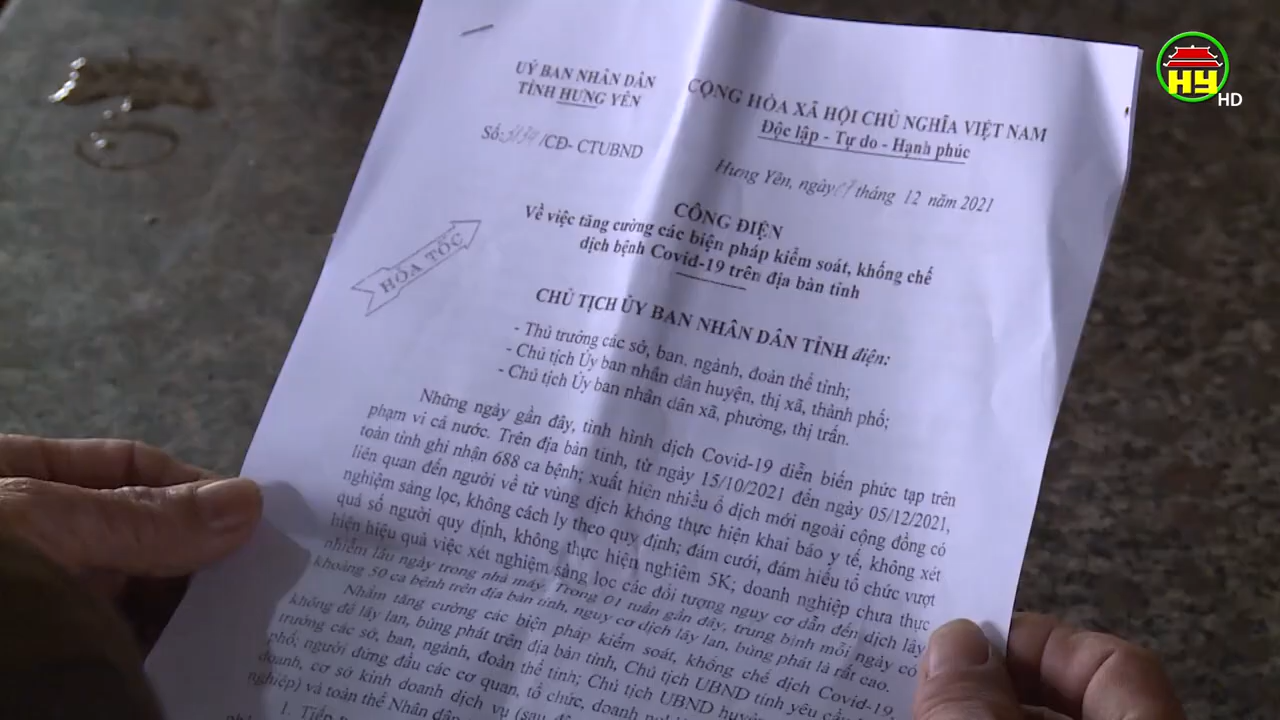 HY HD
UỶ BAN NHÂN DÂN
TỈNH HƯNG YÊN
CỘNG HÒA XÃ HỘI CHỦ NGHĨA VIỆT NAM
Độc lập - Tự do - Hạnh phúc
Số: /CĐ- CTUBND
Hưng Yên, ngày tháng 12 năm 2021
HỎA TỐC
CÔNG ĐIỆN
Về việc tăng cường các biện pháp kiểm soát, khống chế
dịch bệnh Covid-19 trên địa bàn tỉnh
CHỦ TỊCH ỦY BAN NHÂN DÂN TỈNH điện:
- Thủ trưởng các sở, ban, ngành, đoàn thể tỉnh;
- Chủ tịch Ủy ban nhân dân huyện, thị xã, thành phố;
- Chủ tịch Ủy ban nhân dân xã, phường, thị trấn.
Những ngày gần đây, tình hình dịch Covid-19 diễn biến phức tạp trên
phạm vi cả nước. Trên địa bàn tỉnh, từ ngày 15/10/2021 đến ngày 05/12/2021,
toàn tỉnh ghi nhận 688 ca bệnh; xuất hiện nhiều ổ dịch mới ngoài cộng đồng có
liên quan đến người về từ vùng dịch không thực hiện khai báo y tế, không xét
nghiệm sàng lọc, không cách ly theo quy định; đám cưới, đám hiếu tổ chức vượt
quá số người quy định, không thực hiện nghiêm 5K; doanh nghiệp chưa thực
hiện hiệu quả việc xét nghiệm sàng lọc các đối tượng nguy cơ dẫn đến dịch lây
nhiễm lâu ngày trong nhà máy. Trong 01 tuần gần đây, trung bình mỗi ngày có
khoảng 50 ca bệnh trên địa bàn tỉnh, nguy cơ dịch lây lan, bùng phát là rất cao.
Nhằm tăng cường các biện pháp kiểm soát, không chế dịch Covid-19,
không để lây lan, bùng phát trên địa bàn tỉnh, Chủ tịch UBND tỉnh yêu cầu
trưởng các sở, ban, ngành, đoàn thể tỉnh; Chủ tịch UBND huyện
phố; người đứng đầu các cơ quan, tổ chức, doanh
doanh, cơ sở kinh doanh dịch vụ (sau
nghiệp) và toàn thể Nhân dân
1. Tiếp